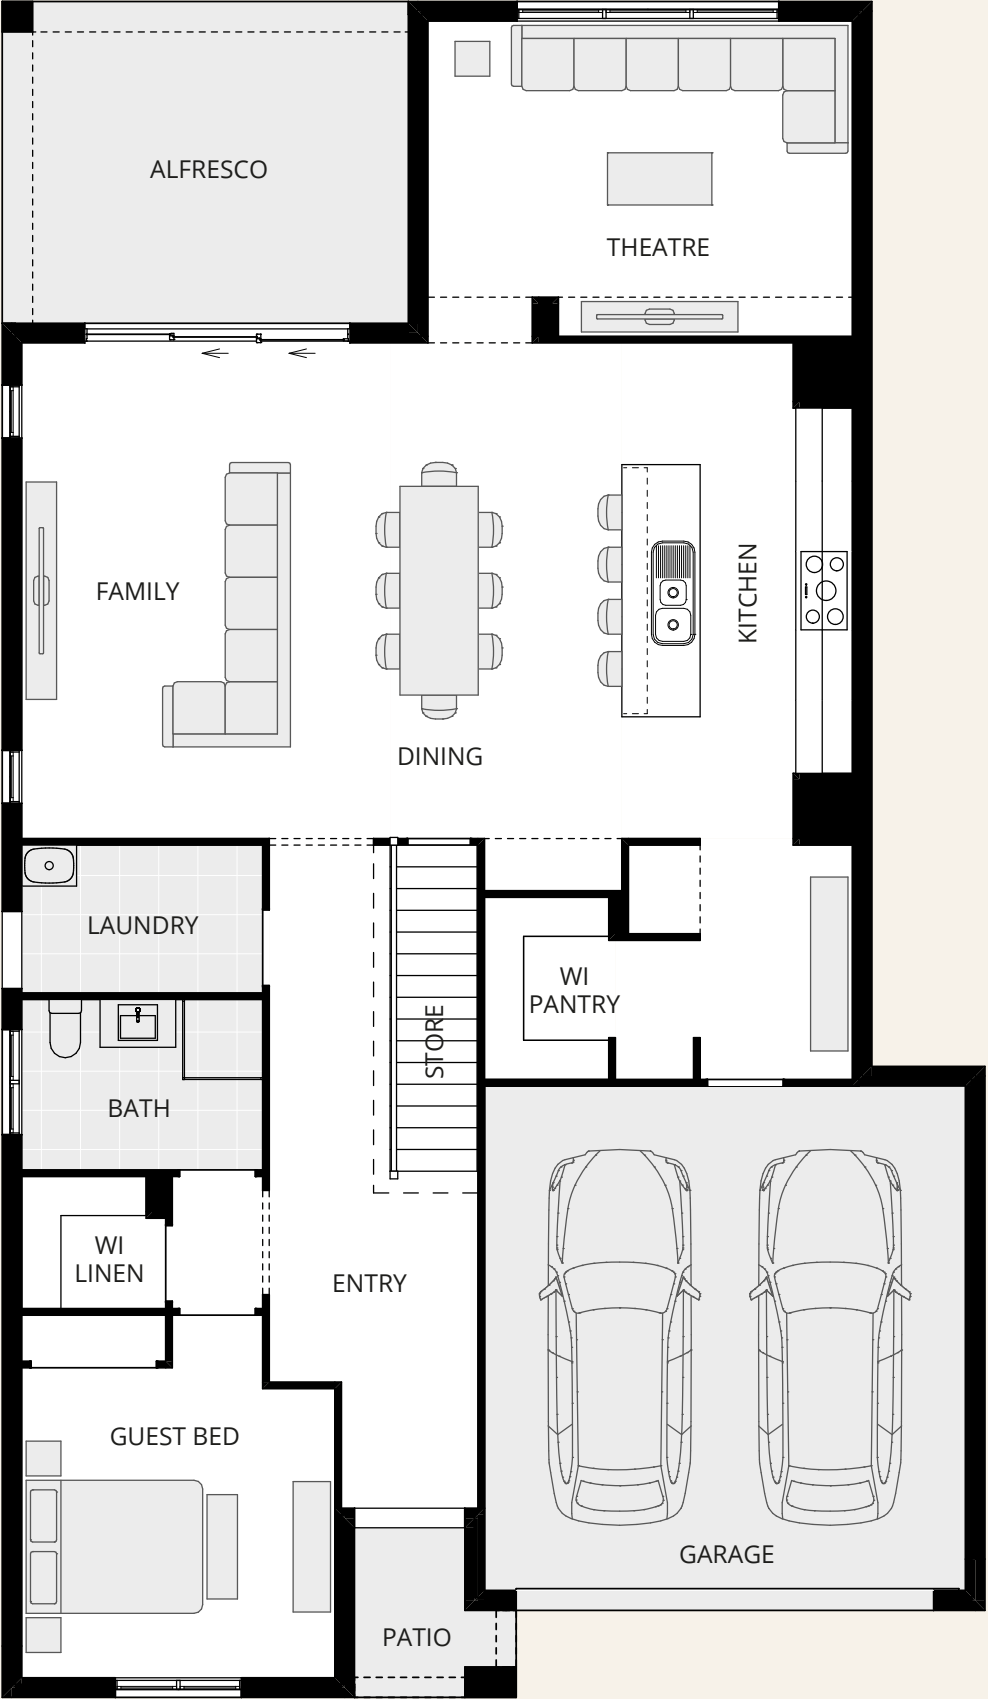 ALFRESCO
THEATRE
FAMILY
KITCHEN
DINING
LAUNDRY
WI
PANTRY
STORE
BATH
WI
LINEN
ENTRY
GUEST BED
GARAGE
PATIO